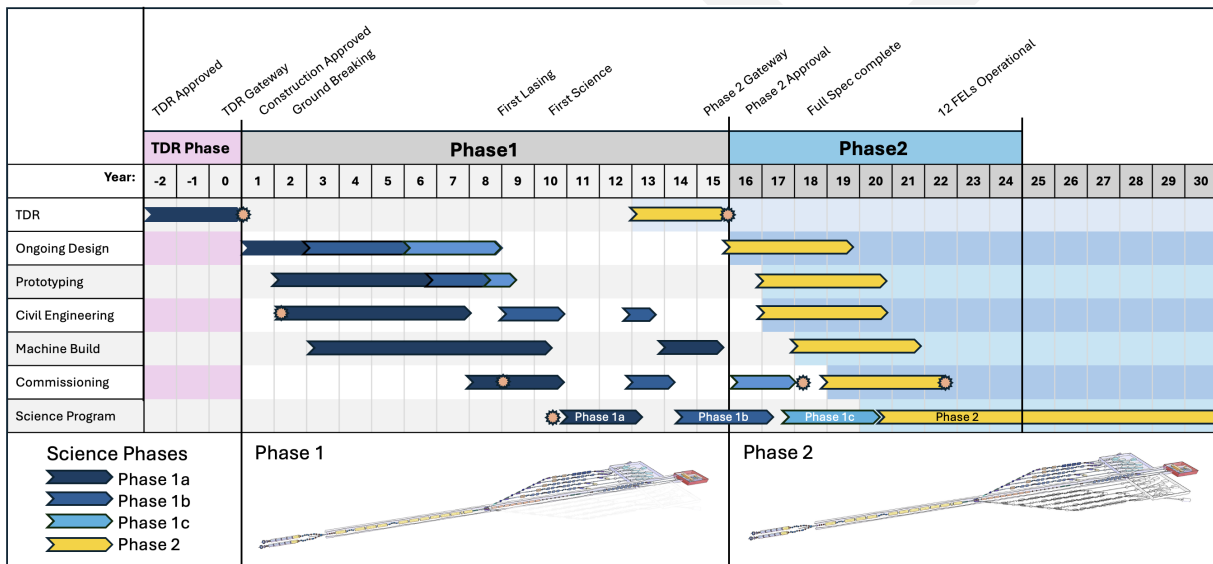 TDR Approved
TDR Gateway
Construction Approved
Ground Breaking
First Lasing
First Science
Phase 2 Gateway
Phase 2 Approval
Full Spec complete
12 FELs Operational
TDR Phase Phase1 Phase2
Year: -2 -1 0 1 2 3 4 5 6 7 8 9 10 11 12 13 14 15 16 17 18 19 20 21 22 23 24 25 26 27 28 29 30
TDR
Ongoing Design
Prototyping
Civil Engineering
Machine Build
Commissioning
Science Program Phase 1a Phase 1b Phase 1c Phase 2
Science Phases
Phase 1a
Phase 1b
Phase 1c
Phase 2
Phase 1
Phase 2